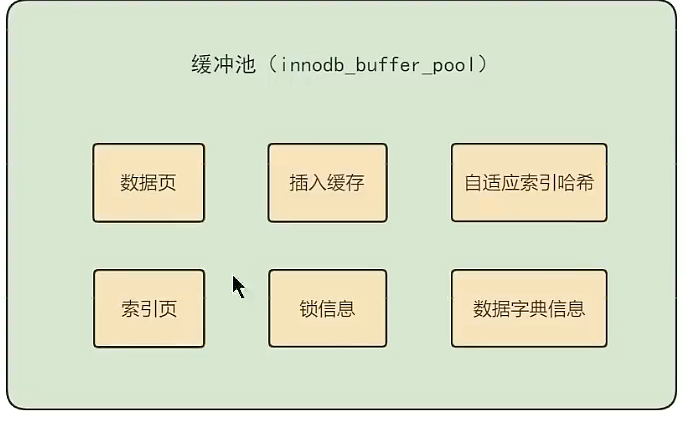 缓冲池（innodb_buffer_pool）
数据页
插入缓存
自适应索引哈希
索引页
锁信息
数据字典信息